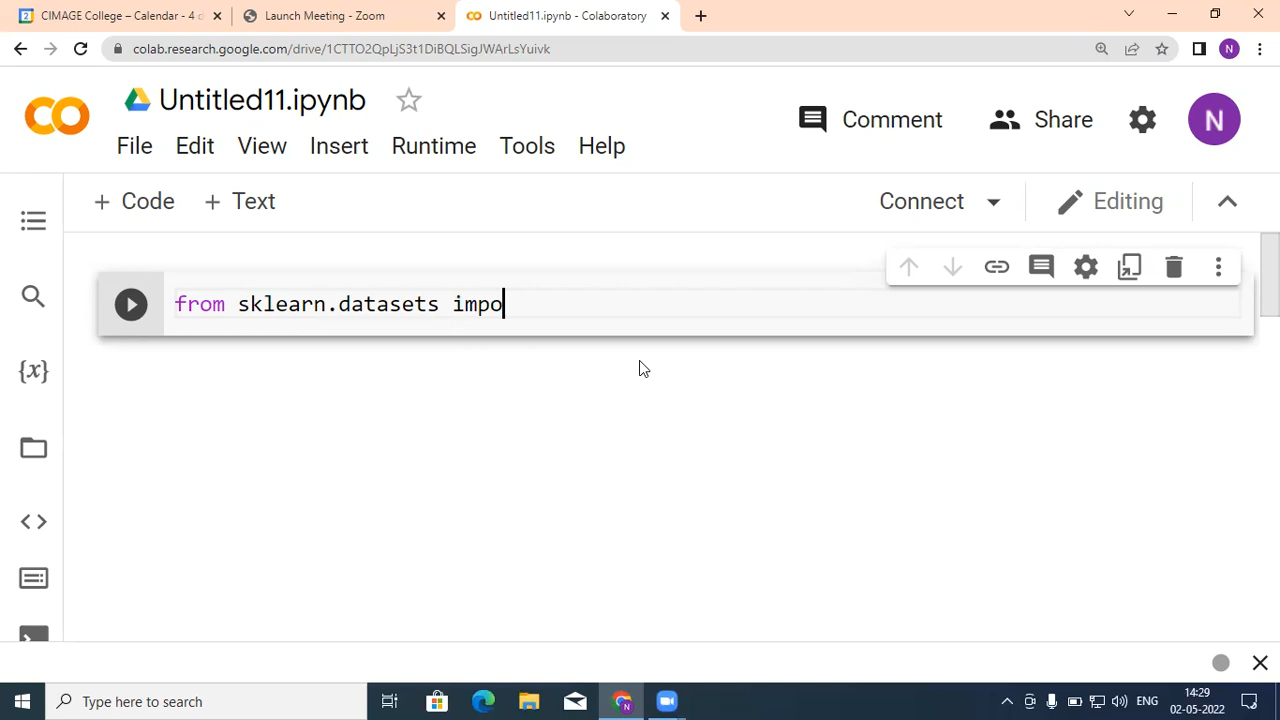 CIMAGE College – Calendar - 4 d
Launch Meeting - Zoom
Untitled11.ipynb - Colaboratory
colab.research.google.com/drive/1CTTO2QpLjS3t1DiBQLSigJWArLsYuivk
N
CO
Untitled11.ipynb
Comment
Share
N
File Edit View Insert Runtime Tools Help
+ Code + Text
Connect
Editing
from sklearn.datasets impo
{x}
Type here to search
ENG
14:29
02-05-2022